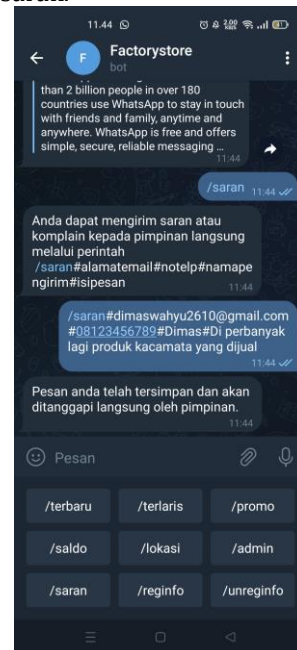 saran.
11.44
2.00 KB/S
Factorystore
F
bot
than 2 billion people in over 180
countries use WhatsApp to stay in touch
with friends and family, anytime and
anywhere. WhatsApp is free and offers
simple, secure, reliable messaging ...
11:44
/saran 11:44
Anda dapat mengirim saran atau
komplain kepada pimpinan langsung
melalui perintah
/saran#alamatemail#notelp#namape
ngirim#isipesan
11:44
/saran#dimaswahyu2610@gmail.com
#08123456789#Dimas#Di perbanyak
lagi produk kacamata yang dijual
11:44
Pesan anda telah tersimpan dan akan
ditanggapi langsung oleh pimpinan.
11:44
Pesan
/terbaru /terlaris /promo
/saldo /lokasi /admin
/saran /reginfo /unreginfo